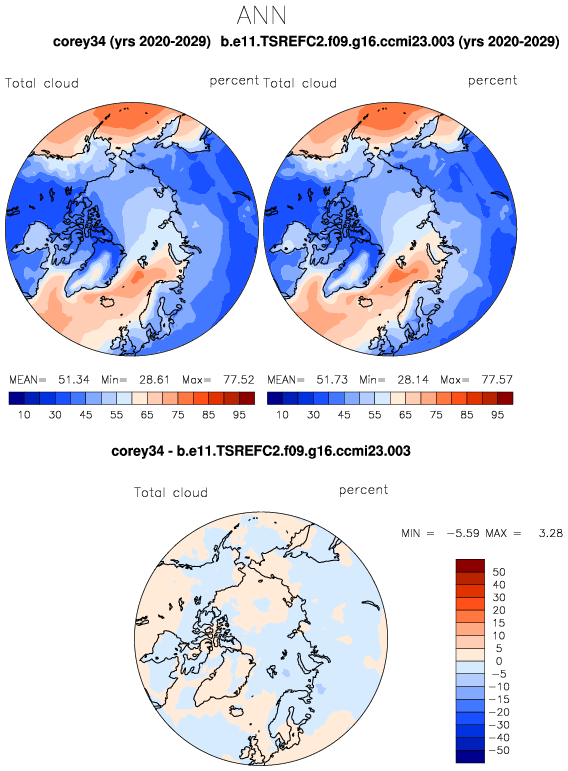 ANN
corey34 (yrs 2020-2029) b.e11.TSREFC2.f09.g16.ccmi23.003 (yrs 2020-2029)
Total cloud percent Total cloud percent
MEAN= 51.34 Min= 28.61 Max= 77.52 MEAN= 51.73 Min= 28.14 Max= 77.57
10 30 45 55 65 75 85 95 10 30 45 55 65 75 85 95
corey34 - b.e11.TSREFC2.f09.g16.ccmi23.003
Total cloud percent
MIN = -5.59 MAX = 3.28
50
40
30
20
15
10
5
0
-5
-10
-15
-20
-30
-40
-50